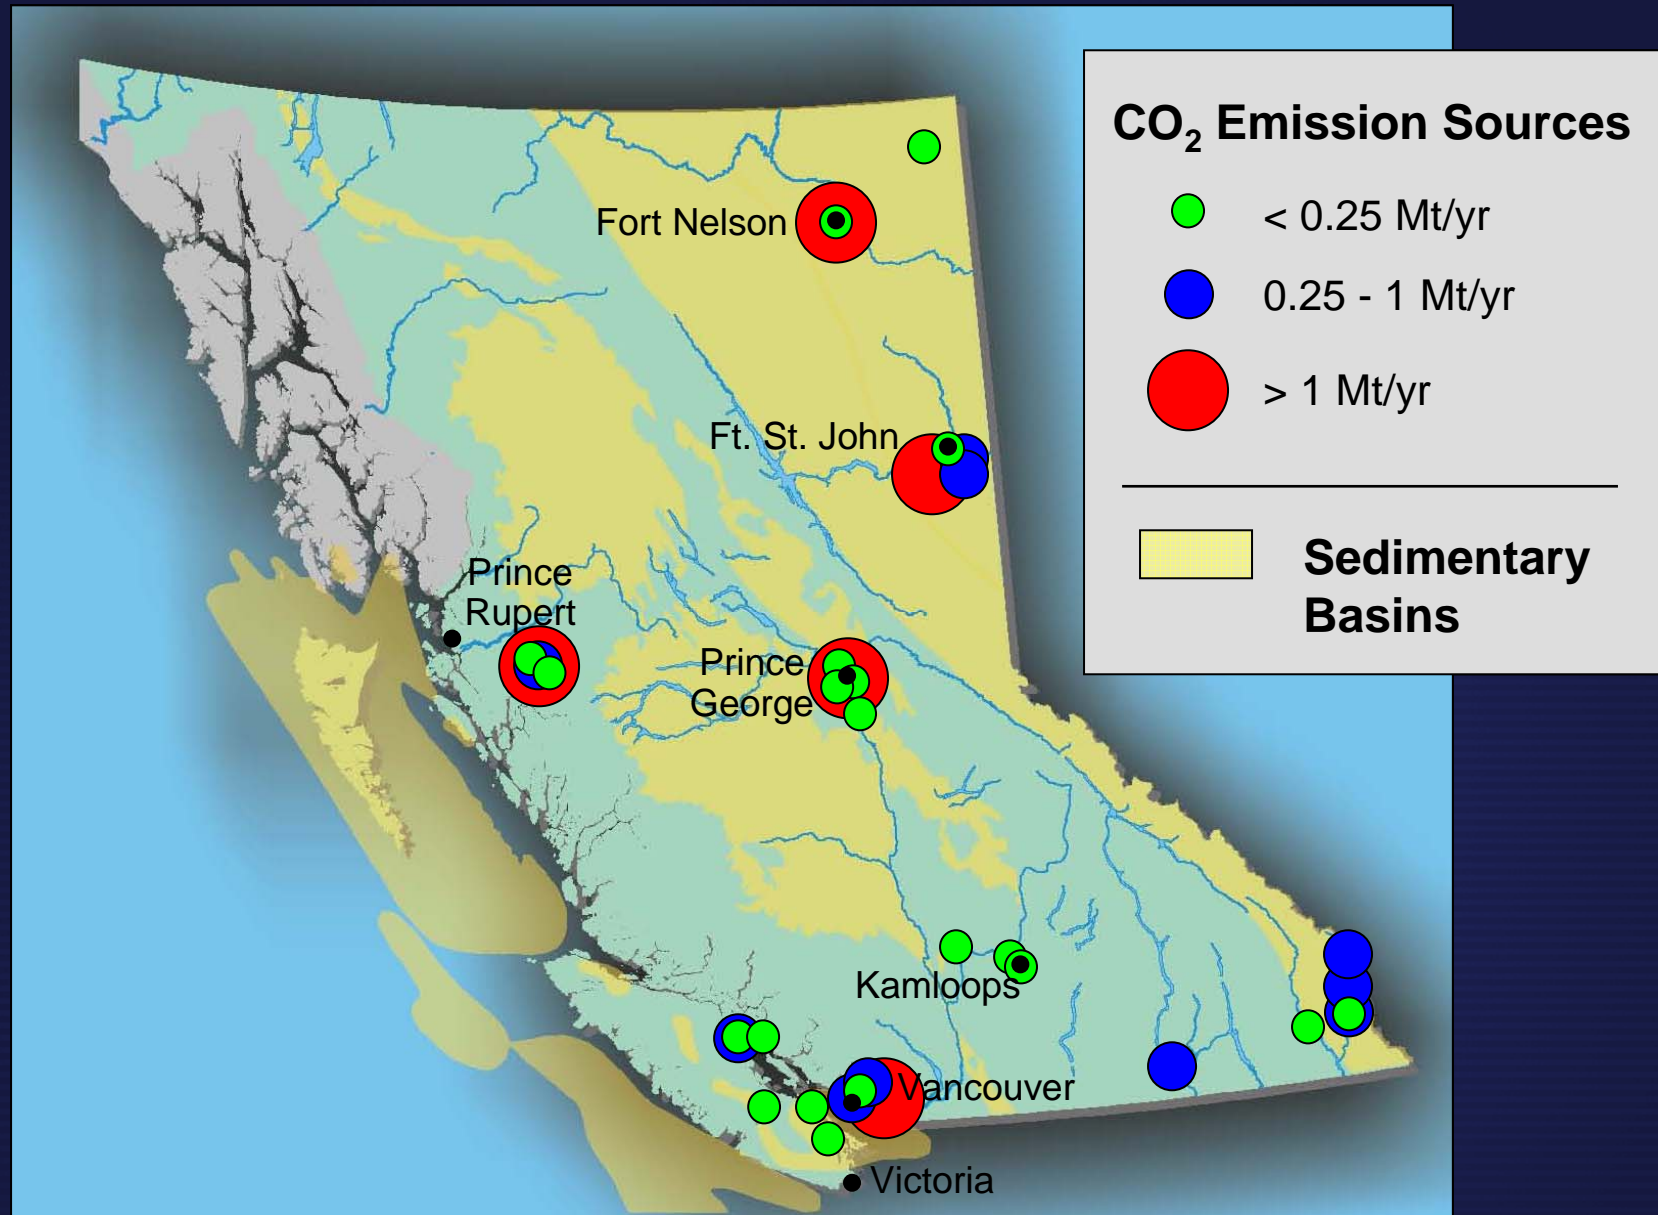 CO₂ Emission Sources
< 0.25 Mt/yr
0.25 - 1 Mt/yr
> 1 Mt/yr
Sedimentary
Basins
Fort Nelson
Ft. St. John
Prince
Rupert
Prince
George
Kamloops
Vancouver
Victoria